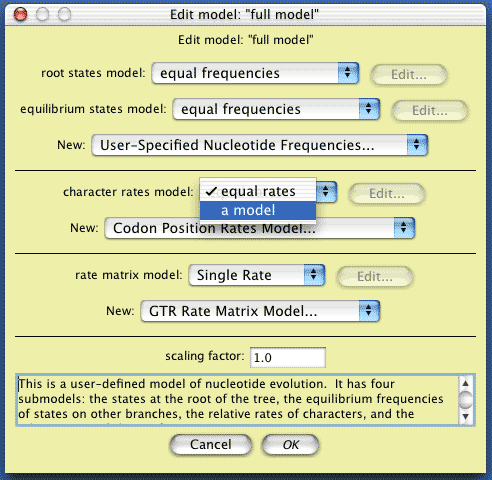 Edit model: "full model"
Edit model: "full model"
root states model: equal frequencies Edit...
equilibrium states model: equal frequencies Edit...
New: User-Specified Nucleotide Frequencies...
character rates model: ✓ equal rates Edit...
a model
New: Codon Position Rates Model...
rate matrix model: Single Rate Edit...
New: GTR Rate Matrix Model...
scaling factor: 1.0
This is a user-defined model of nucleotide evolution. It has four
submodels: the states at the root of the tree, the equilibrium frequencies
of states on other branches, the relative rates of characters, and the
Cancel OK